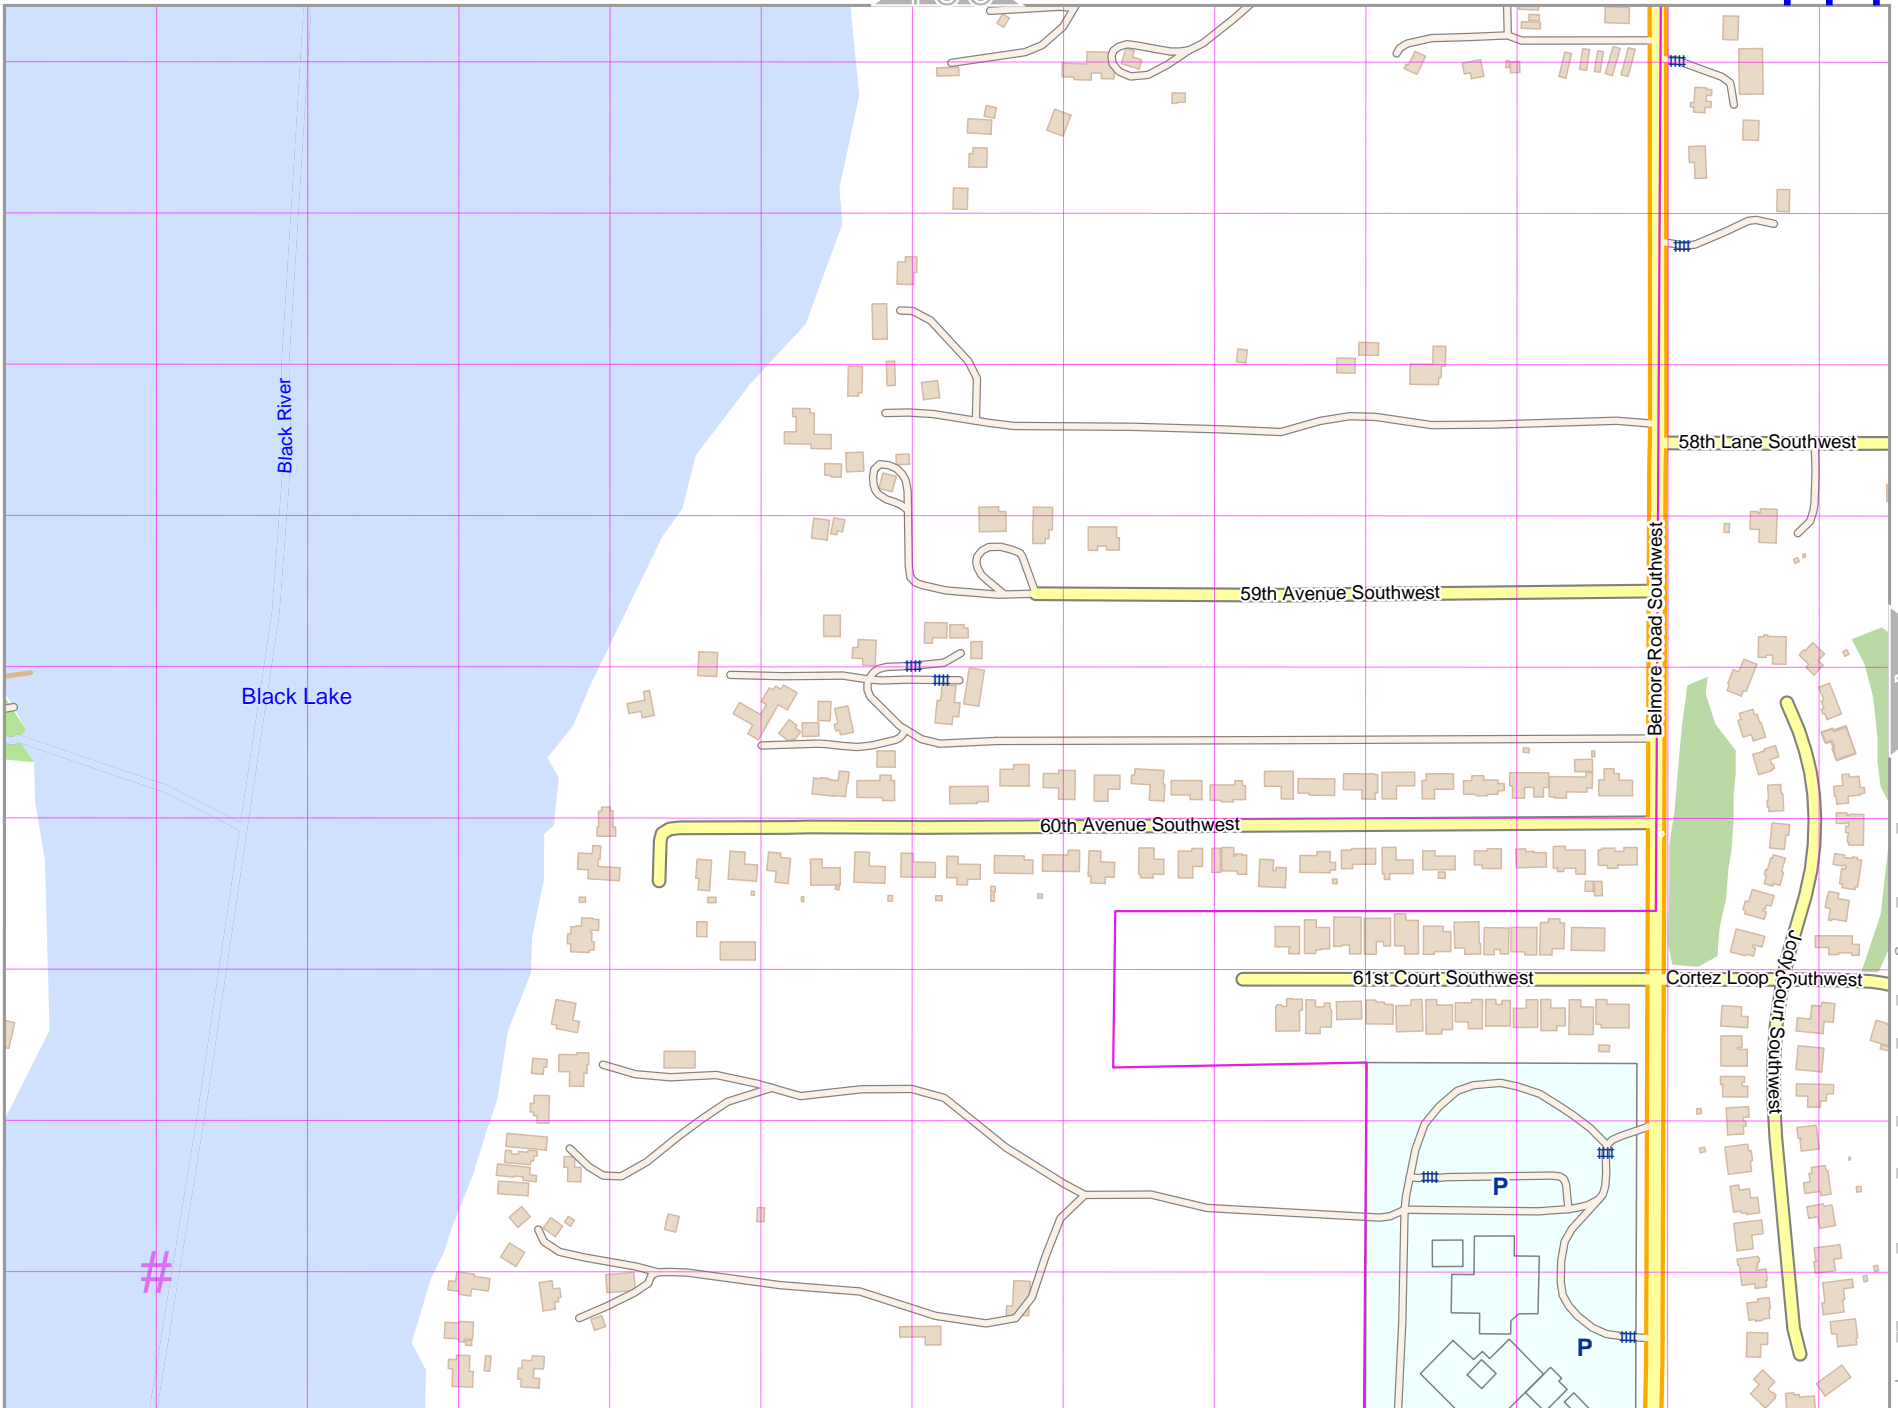 58th Lane Southwest
Black River
Belmore Road Southwest
59th Avenue Southwest
Black Lake
60th Avenue Southwest
61st Court Southwest
Cortez Loop Southwest
Jody Court Southwest
P
#
P